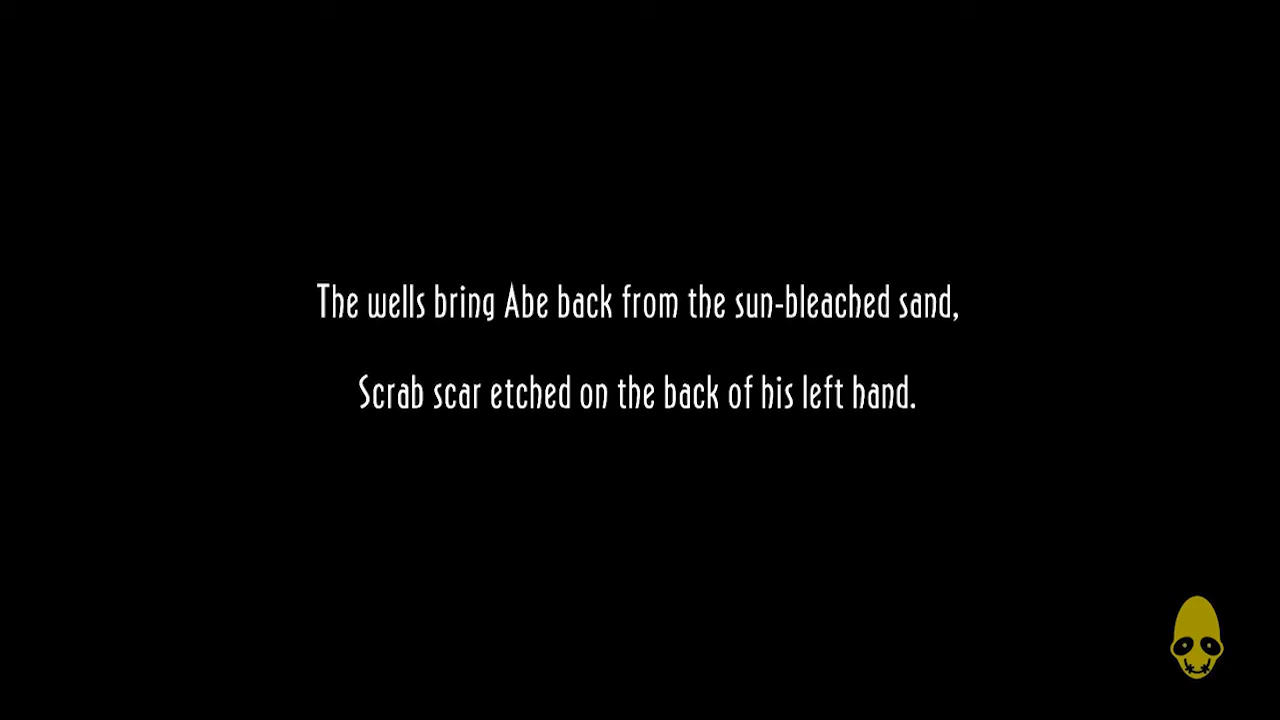 The wells bring Abe back from the sun-bleached sand,
Scrab scar etched on the back of his left hand.